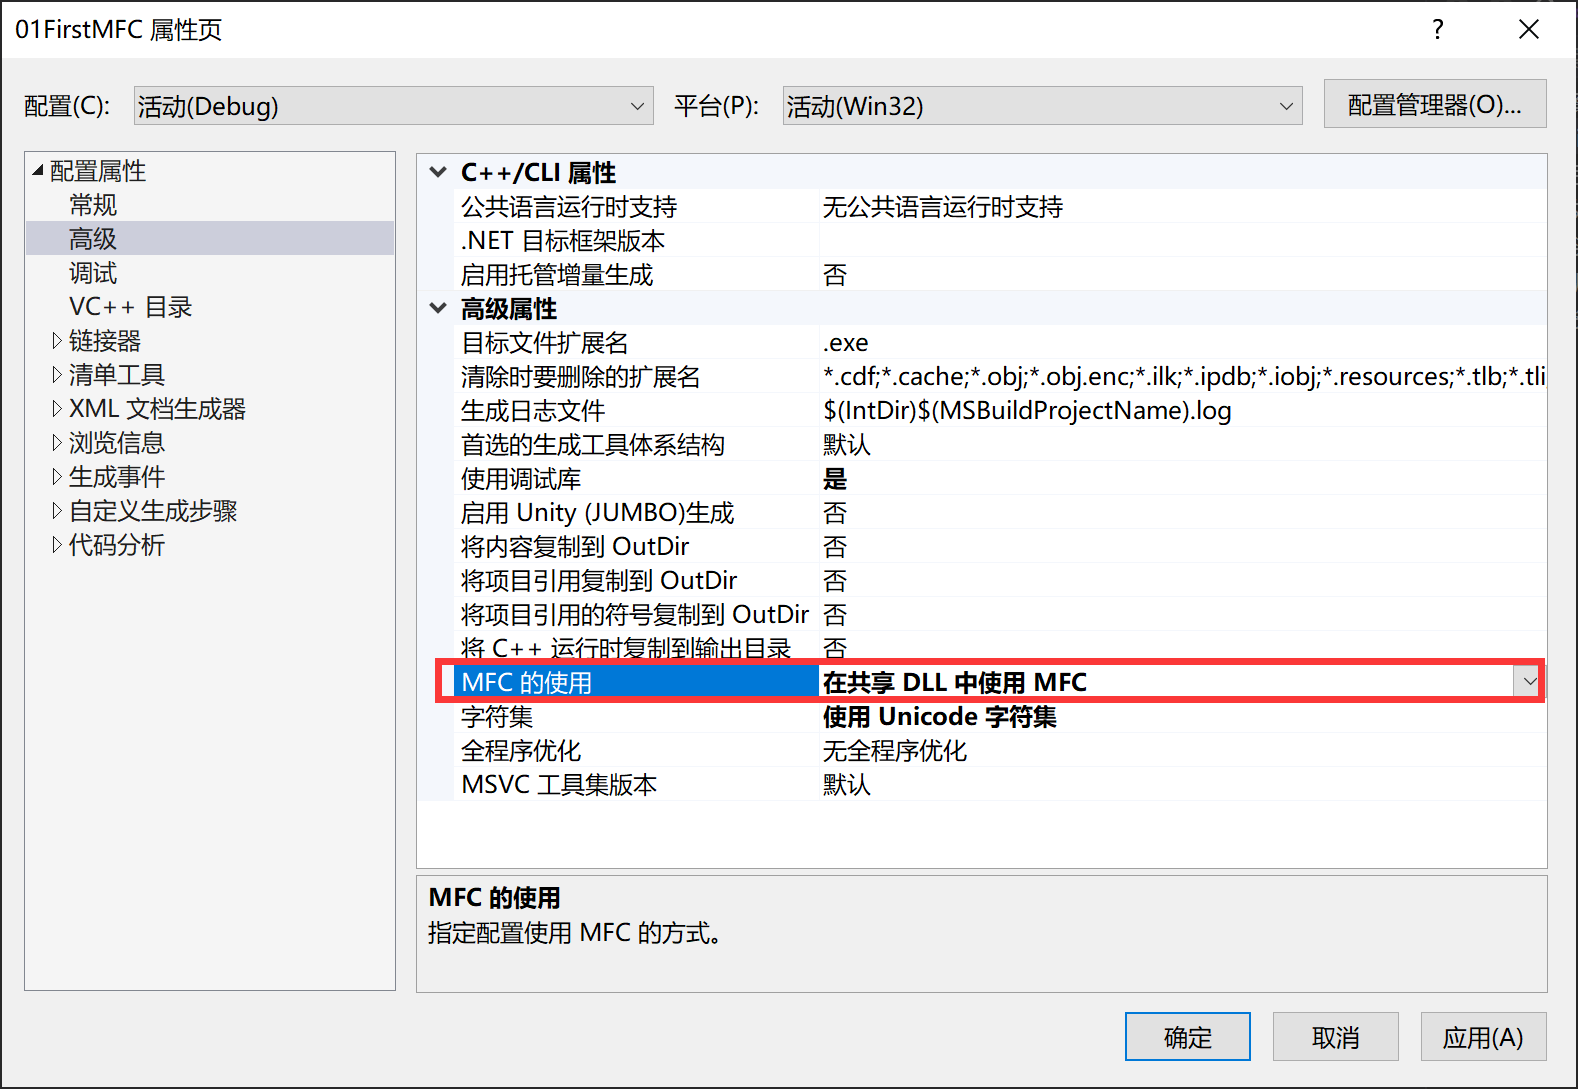 01FirstMFC 属性页
?
配置(C): 活动(Debug) 平台(P): 活动(Win32) 配置管理器(O)...
配置属性
常规
高级
调试
VC++ 目录
链接器
清单工具
XML 文档生成器
浏览信息
生成事件
自定义生成步骤
代码分析
C++/CLI 属性
公共语言运行时支持 无公共语言运行时支持
.NET 目标框架版本
启用托管增量生成 否
高级属性
目标文件扩展名 .exe
清除时要删除的扩展名 *.cdf;*.cache;*.obj;*.obj.enc;*.ilk;*.ipdb;*.iobj;*.resources;*.tlb;*.tli
生成日志文件 $(IntDir)$(MSBuildProjectName).log
首选的生成工具体系结构 默认
使用调试库 是
启用 Unity (JUMBO)生成 否
将内容复制到 OutDir 否
将项目引用复制到 OutDir 否
将项目引用的符号复制到 OutDir 否
将 C++ 运行时复制到输出目录 否
MFC 的使用 在共享 DLL 中使用 MFC
字符集 使用 Unicode 字符集
全程序优化 无全程序优化
MSVC 工具集版本 默认
MFC 的使用
指定配置使用 MFC 的方式。
确定 取消 应用(A)